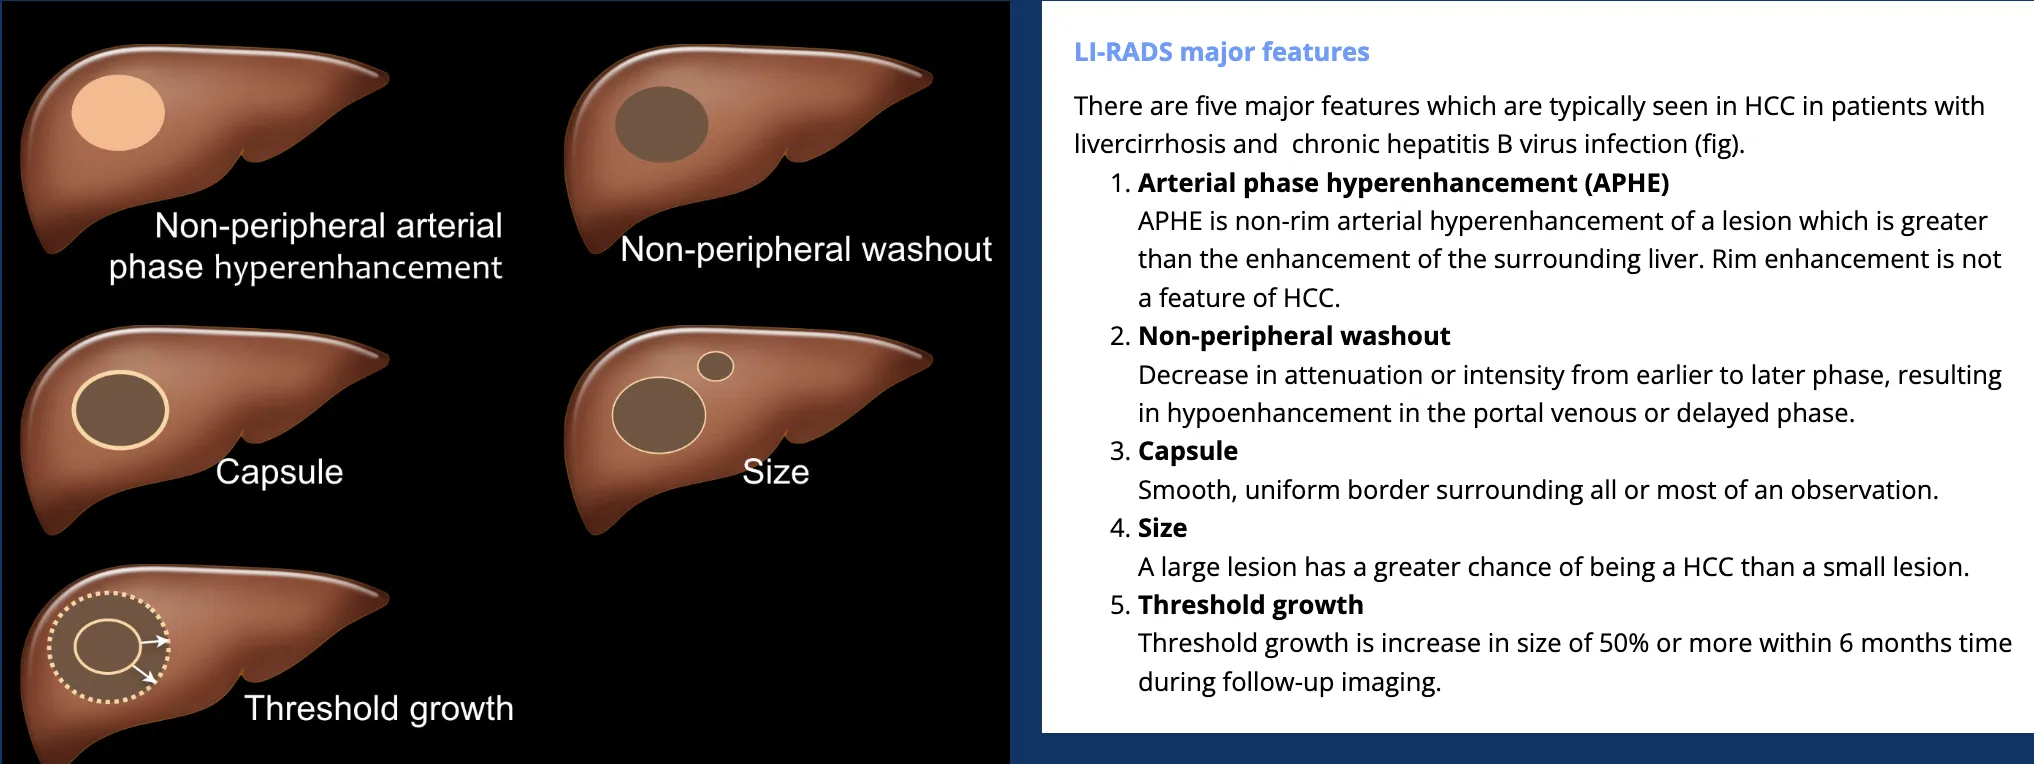 Non-peripheral arterial
phase hyperenhancement
Non-peripheral washout
Capsule
Size
Threshold growth
LI-RADS major features
There are five major features which are typically seen in HCC in patients with
livercirrhosis and  chronic hepatitis B virus infection (fig).
1. Arterial phase hyperenhancement (APHE)
APHE is non-rim arterial hyperenhancement of a lesion which is greater
than the enhancement of the surrounding liver. Rim enhancement is not
a feature of HCC.
2. Non-peripheral washout
Decrease in attenuation or intensity from earlier to later phase, resulting
in hypoenhancement in the portal venous or delayed phase.
3. Capsule
Smooth, uniform border surrounding all or most of an observation.
4. Size
A large lesion has a greater chance of being a HCC than a small lesion.
5. Threshold growth
Threshold growth is increase in size of 50% or more within 6 months time
during follow-up imaging.